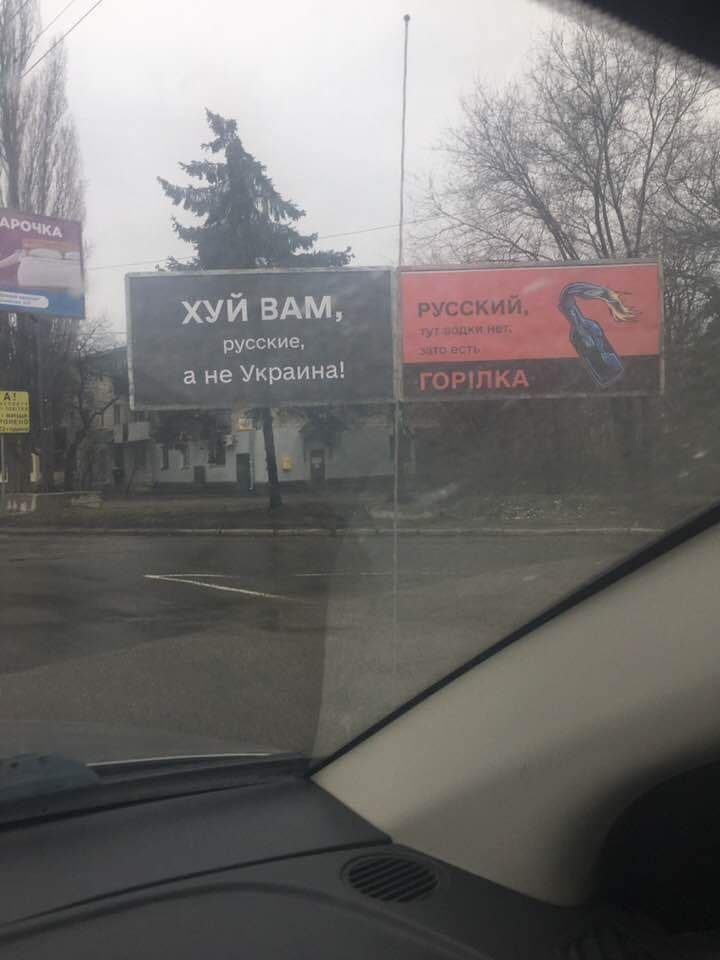 АРОЧКА
ХУЙ ВАМ,
русские,
а не Украина!
РУССКИЙ,
тут водки нет,
зато есть
ГОРІЛКА
А!